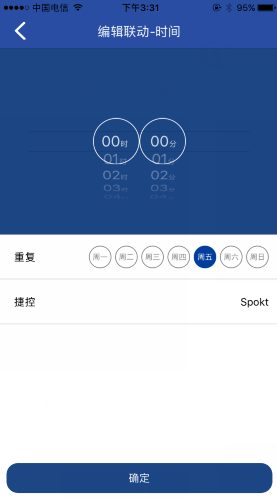 中国电信 下午3:31 95%
编辑联动-时间
00时 00分
01时 01分
02时 02分
03时 03分
重复 周一 周二 周三 周四 周五 周六 周日
捷控 Spokt
确定